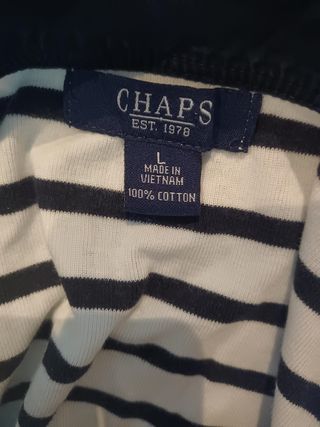 CHAPS
EST. 1978
L
MADE IN
VIETNAM
100% COTTON